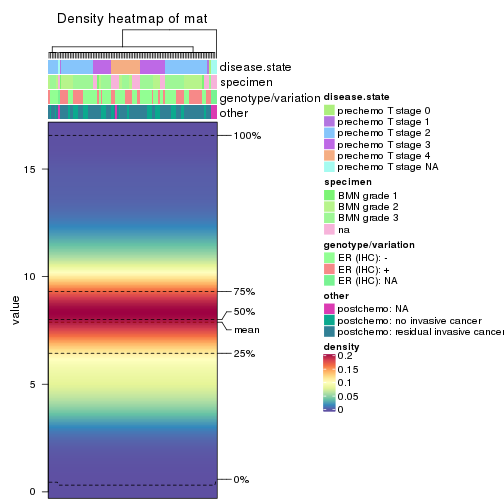 Density heatmap of mat
disease.state
specimen
genotype/variation
other
value
15
10
5
0
100%
75%
50%
mean
25%
0%
disease.state
prechemo T stage 0
prechemo T stage 1
prechemo T stage 2
prechemo T stage 3
prechemo T stage 4
prechemo T stage NA
specimen
BMN grade 1
BMN grade 2
BMN grade 3
na
genotype/variation
ER (IHC): -
ER (IHC): +
ER (IHC): NA
other
postchemo: NA
postchemo: no invasive cancer
postchemo: residual invasive cancer
density
0.2
0.15
0.1
0.05
0